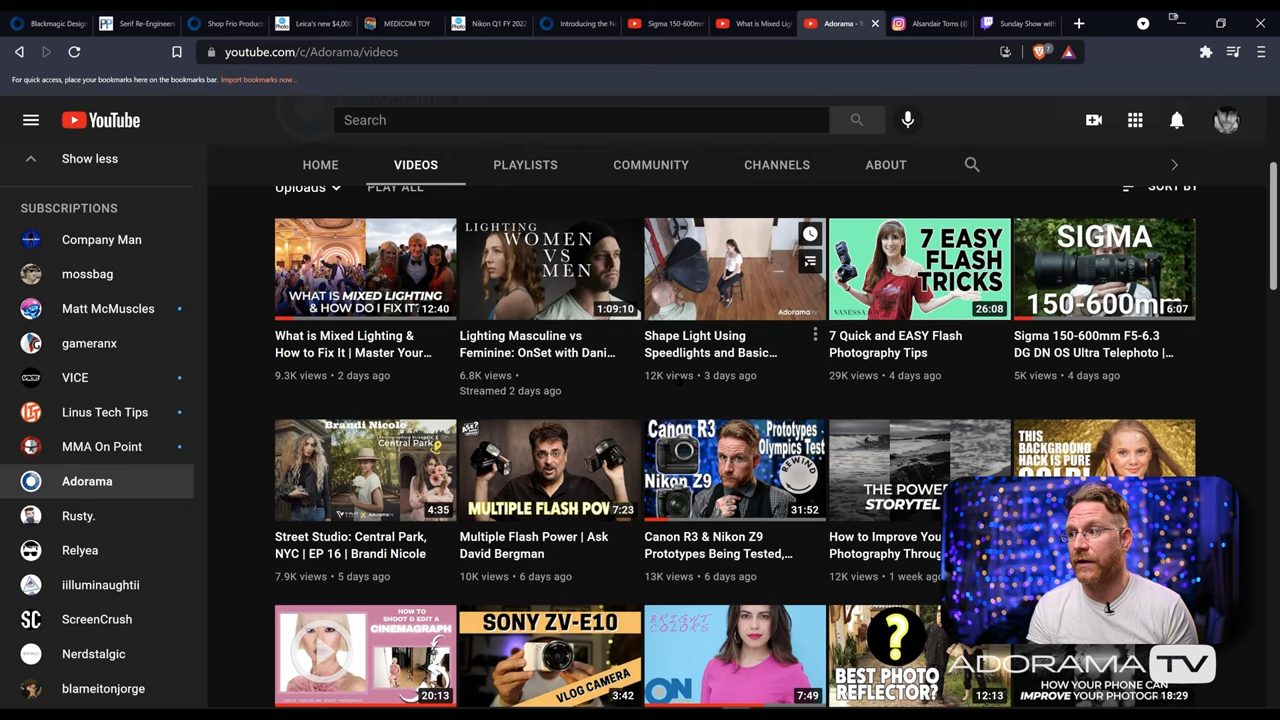 Blackmagic Design
Serif Re-Engineers
Shop Frio Produc
Leica's new $4,000
MEDICOM TOY
Nikon Q1 FY 2022
Introducing the N
Sigma 150-600mm
What is Mixed Lig
Adorama - Y
Alsandair Toms (@
Sunday Show with
youtube.com/c/Adorama/videos
7
For quick access, place your bookmarks here on the bookmarks bar. Import bookmarks now...
YouTube
Search
Show less
HOME
VIDEOS
PLAYLISTS
COMMUNITY
CHANNELS
ABOUT
Uploads
PLAY ALL
SORT BY
SUBSCRIPTIONS
Company Man
mossbag
Matt McMuscles
gameranx
VICE
Linus Tech Tips
MMA On Point
Adorama
Rusty.
Relyea
iilluminaughtii
SC
ScreenCrush
Nerdstalgic
blameitonjorge
WHAT IS MIXED LIGHTING
& HOW DO I FIX IT?
12:40
What is Mixed Lighting &
How to Fix It | Master Your...
9.3K views • 2 days ago
LIGHTING
WOMEN
VS
MEN
1:09:10
Lighting Masculine vs
Feminine: OnSet with Dani...
6.8K views •
Streamed 2 days ago
Adorama TV
Shape Light Using
Speedlights and Basic...
12K views • 3 days ago
7 EASY
FLASH
TRICKS
VANESSA
26:08
7 Quick and EASY Flash
Photography Tips
29K views • 4 days ago
SIGMA
150-600mm
6:07
Sigma 150-600mm F5-6.3
DG DN OS Ultra Telephoto |...
5K views • 4 days ago
Brandi Nicole
Central Park
4:35
Street Studio: Central Park,
NYC | EP 16 | Brandi Nicole
7.9K views • 5 days ago
ASK?
MULTIPLE FLASH POW
7:23
Multiple Flash Power | Ask
David Bergman
10K views • 6 days ago
Canon R3
Nikon Z9
Prototypes
Olympics Test
REWIND
31:52
Canon R3 & Nikon Z9
Prototypes Being Tested,...
13K views • 6 days ago
THE POWER
STORYTEL
How to Improve You
Photography Throu
12K views • 1 week ago
THIS
BACKGROUND
HACK IS PURE
GOLD!
HOW TO
SHOOT & EDIT A
CINEMAGRAPH
20:13
SONY ZV-E10
VLOG CAMERA
3:42
BRIGHT
COLORS
ON
7:49
?
BEST PHOTO
REFLECTOR?
12:13
HOW YOUR PHONE CAN
IMPROVE YOUR PHOTOGR
18:29
ADORAMA TV